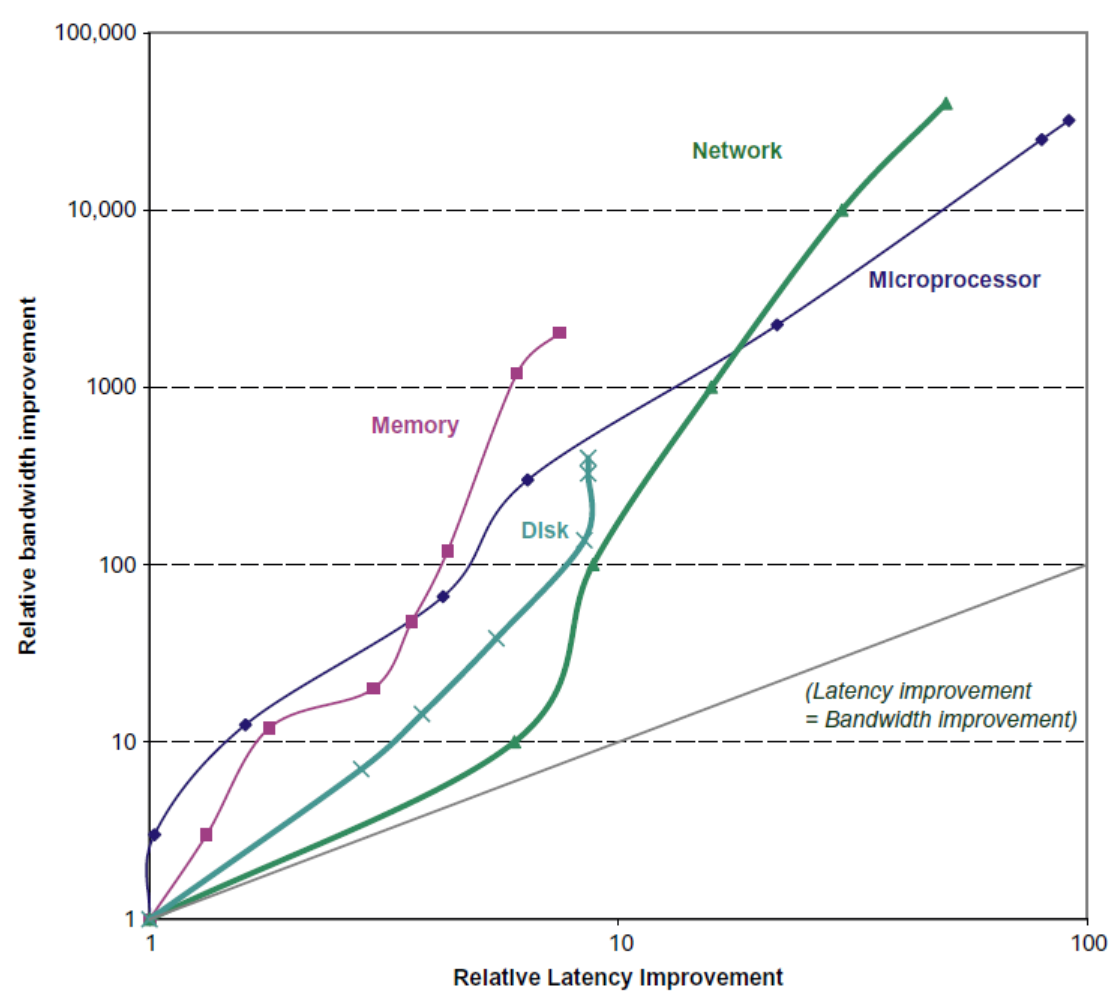 100,000
10,000
1000
100
10
1
Relative bandwidth improvement
Network
MIcroprocessor
Memory
DIsk
(Latency improvement
= Bandwidth improvement)
1
10
100
RelatIve Latency Improvement